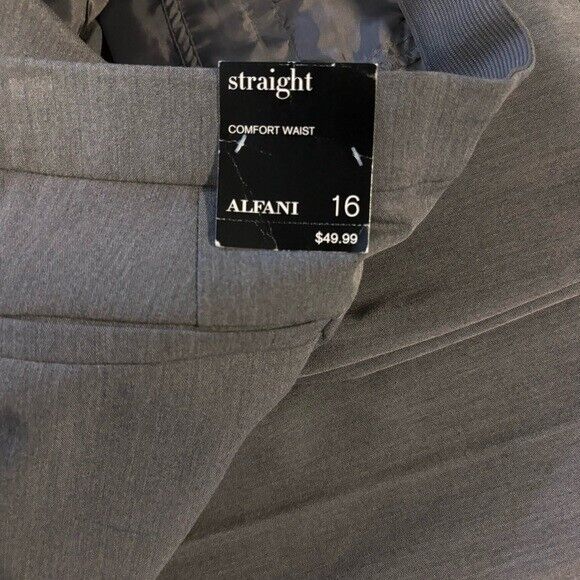 straight
COMFORT WAIST
ALFANI 16
$49.99